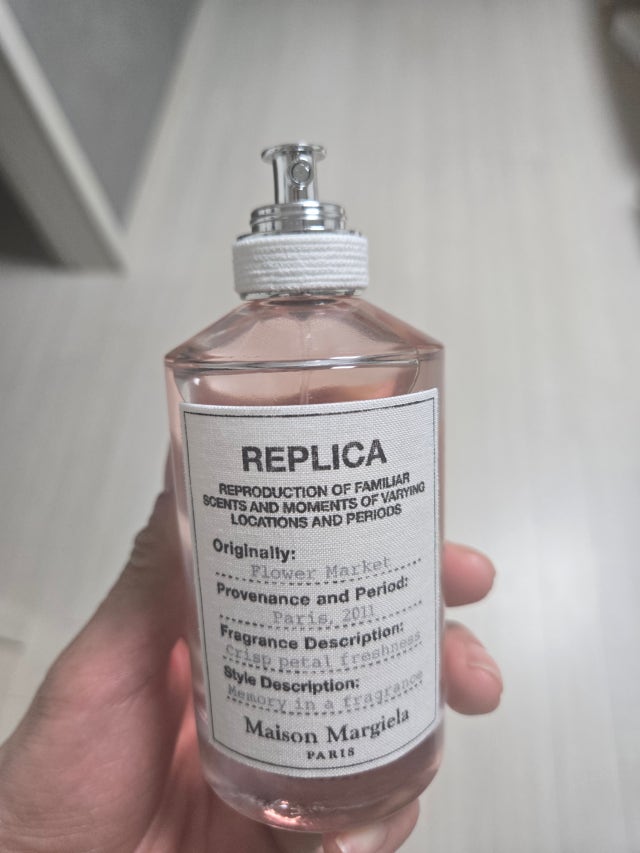 REPLICA
REPRODUCTION OF FAMILIAR
SCENTS AND MOMENTS OF VARYING
LOCATIONS AND PERIODS
Originally:
Flower Market
Provenance and Period:
Paris, 2011
Fragrance Description:
Crisp petal freshness
Style Description:
Memory in a fragrance
Maison Margiela
PARIS